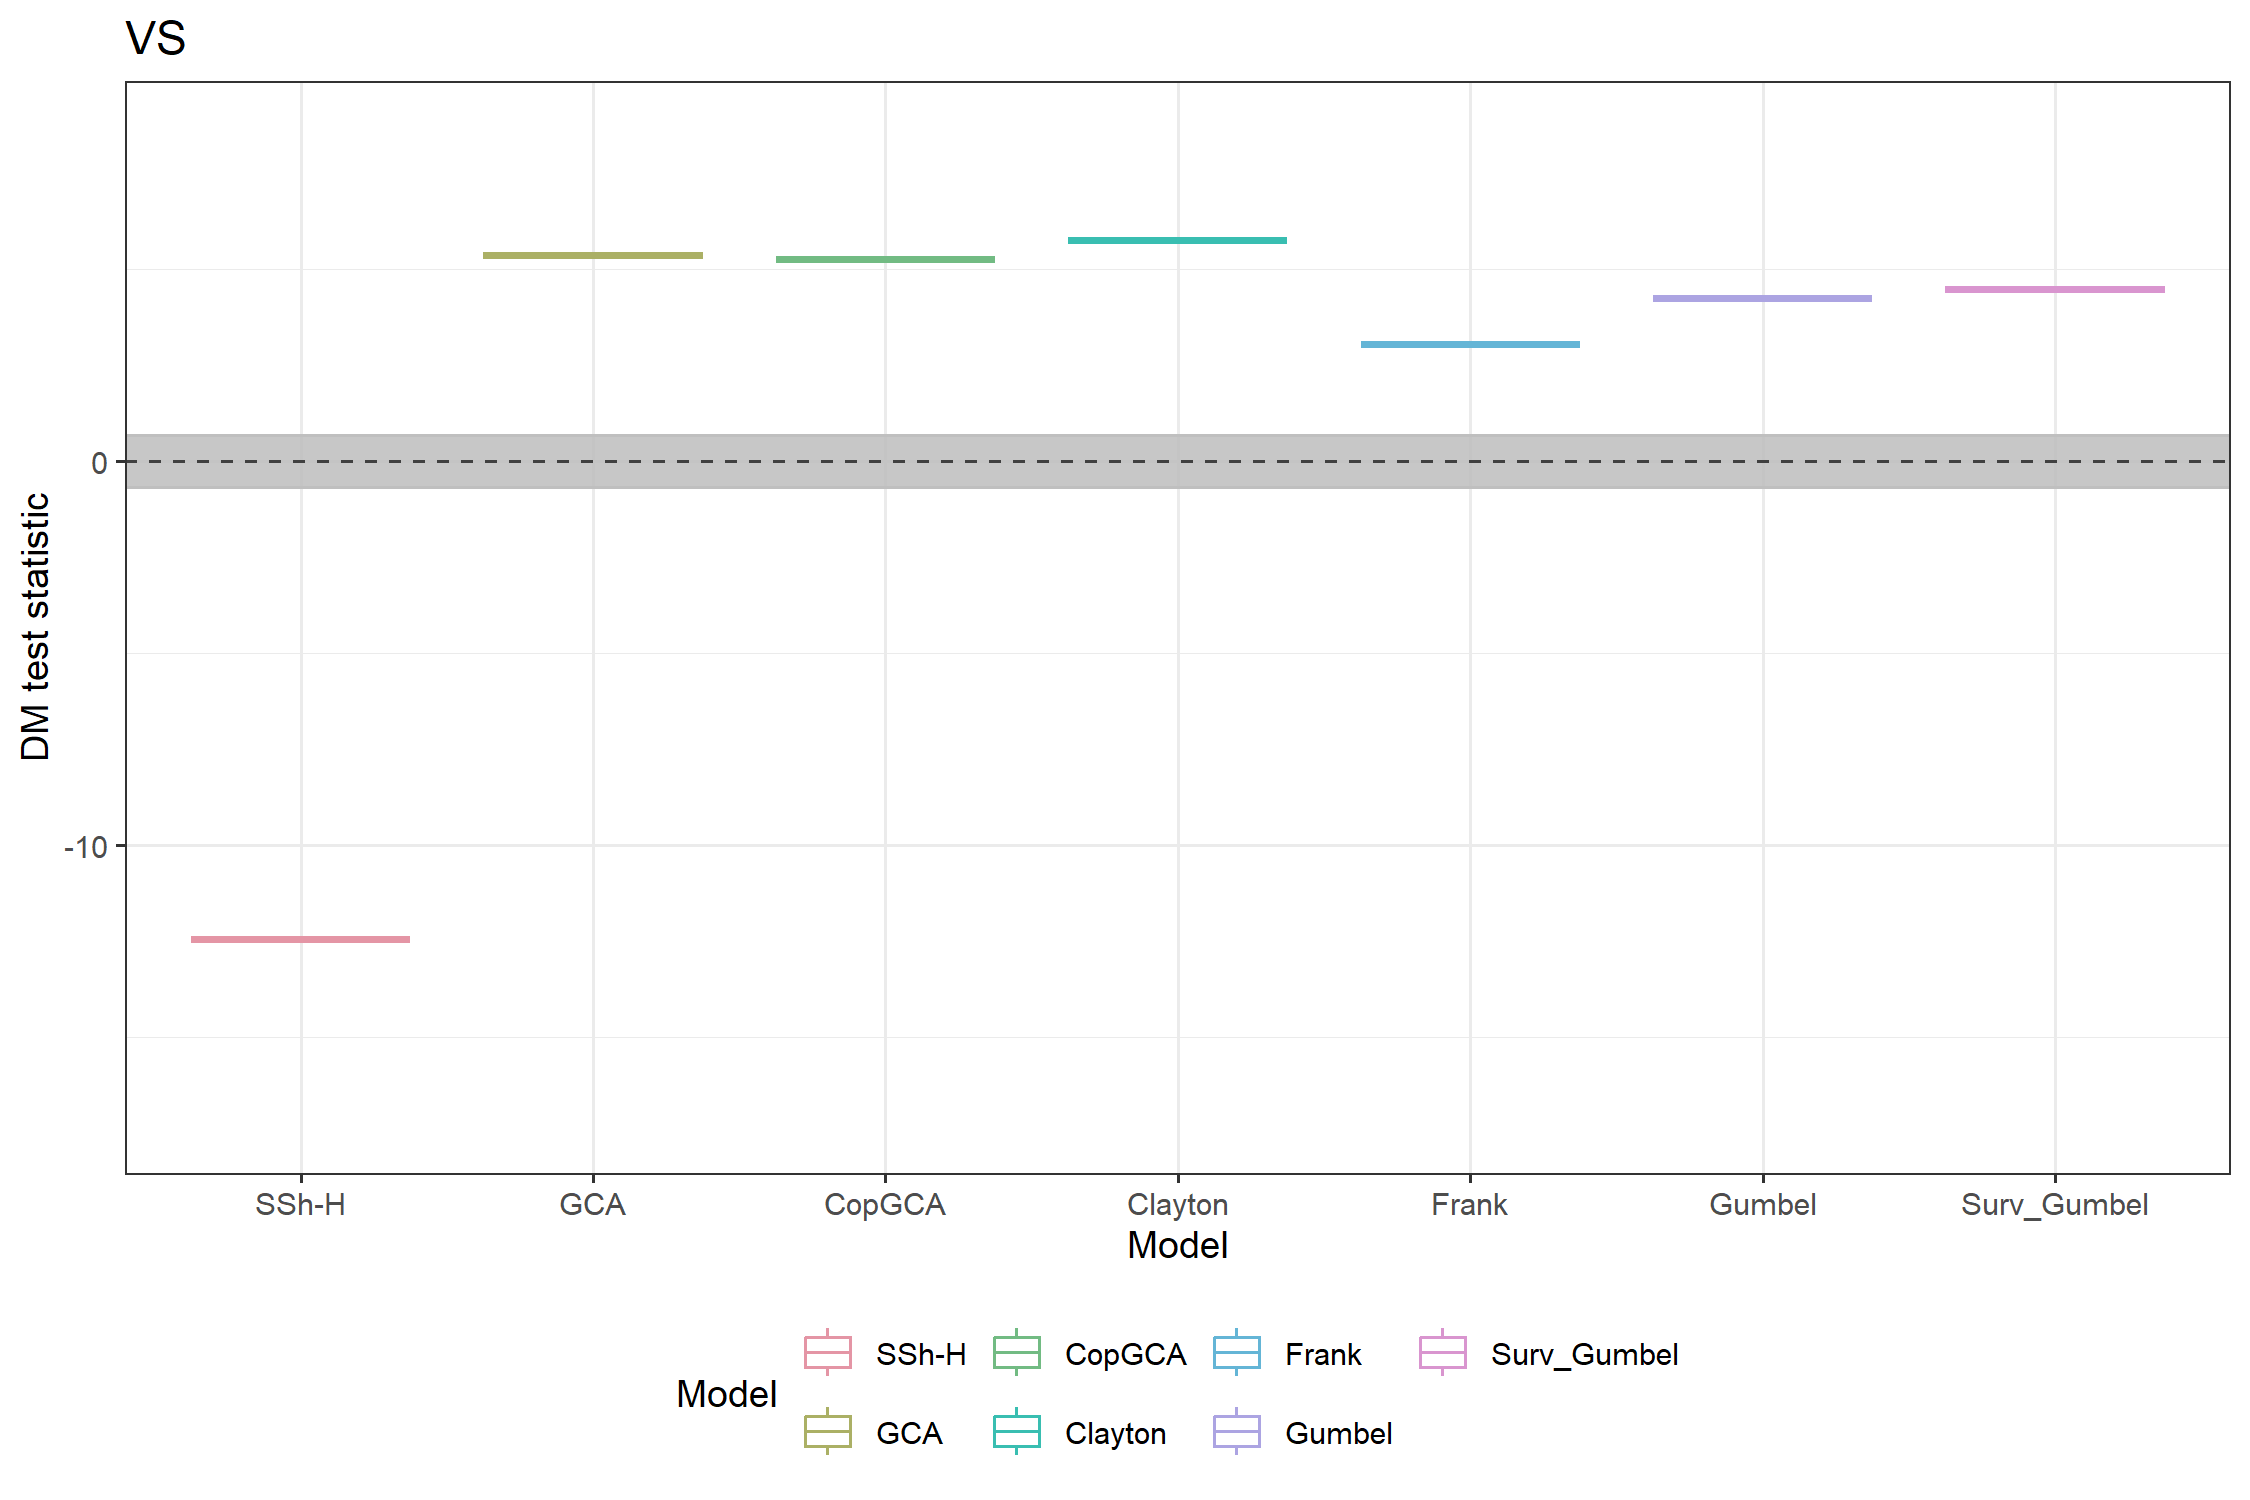 VS
DM test statistic
0
-10
SSh-H GCA CopGCA Clayton Frank Gumbel Surv_Gumbel
Model
Model
SSh-H CopGCA Frank Surv_Gumbel
GCA Clayton Gumbel